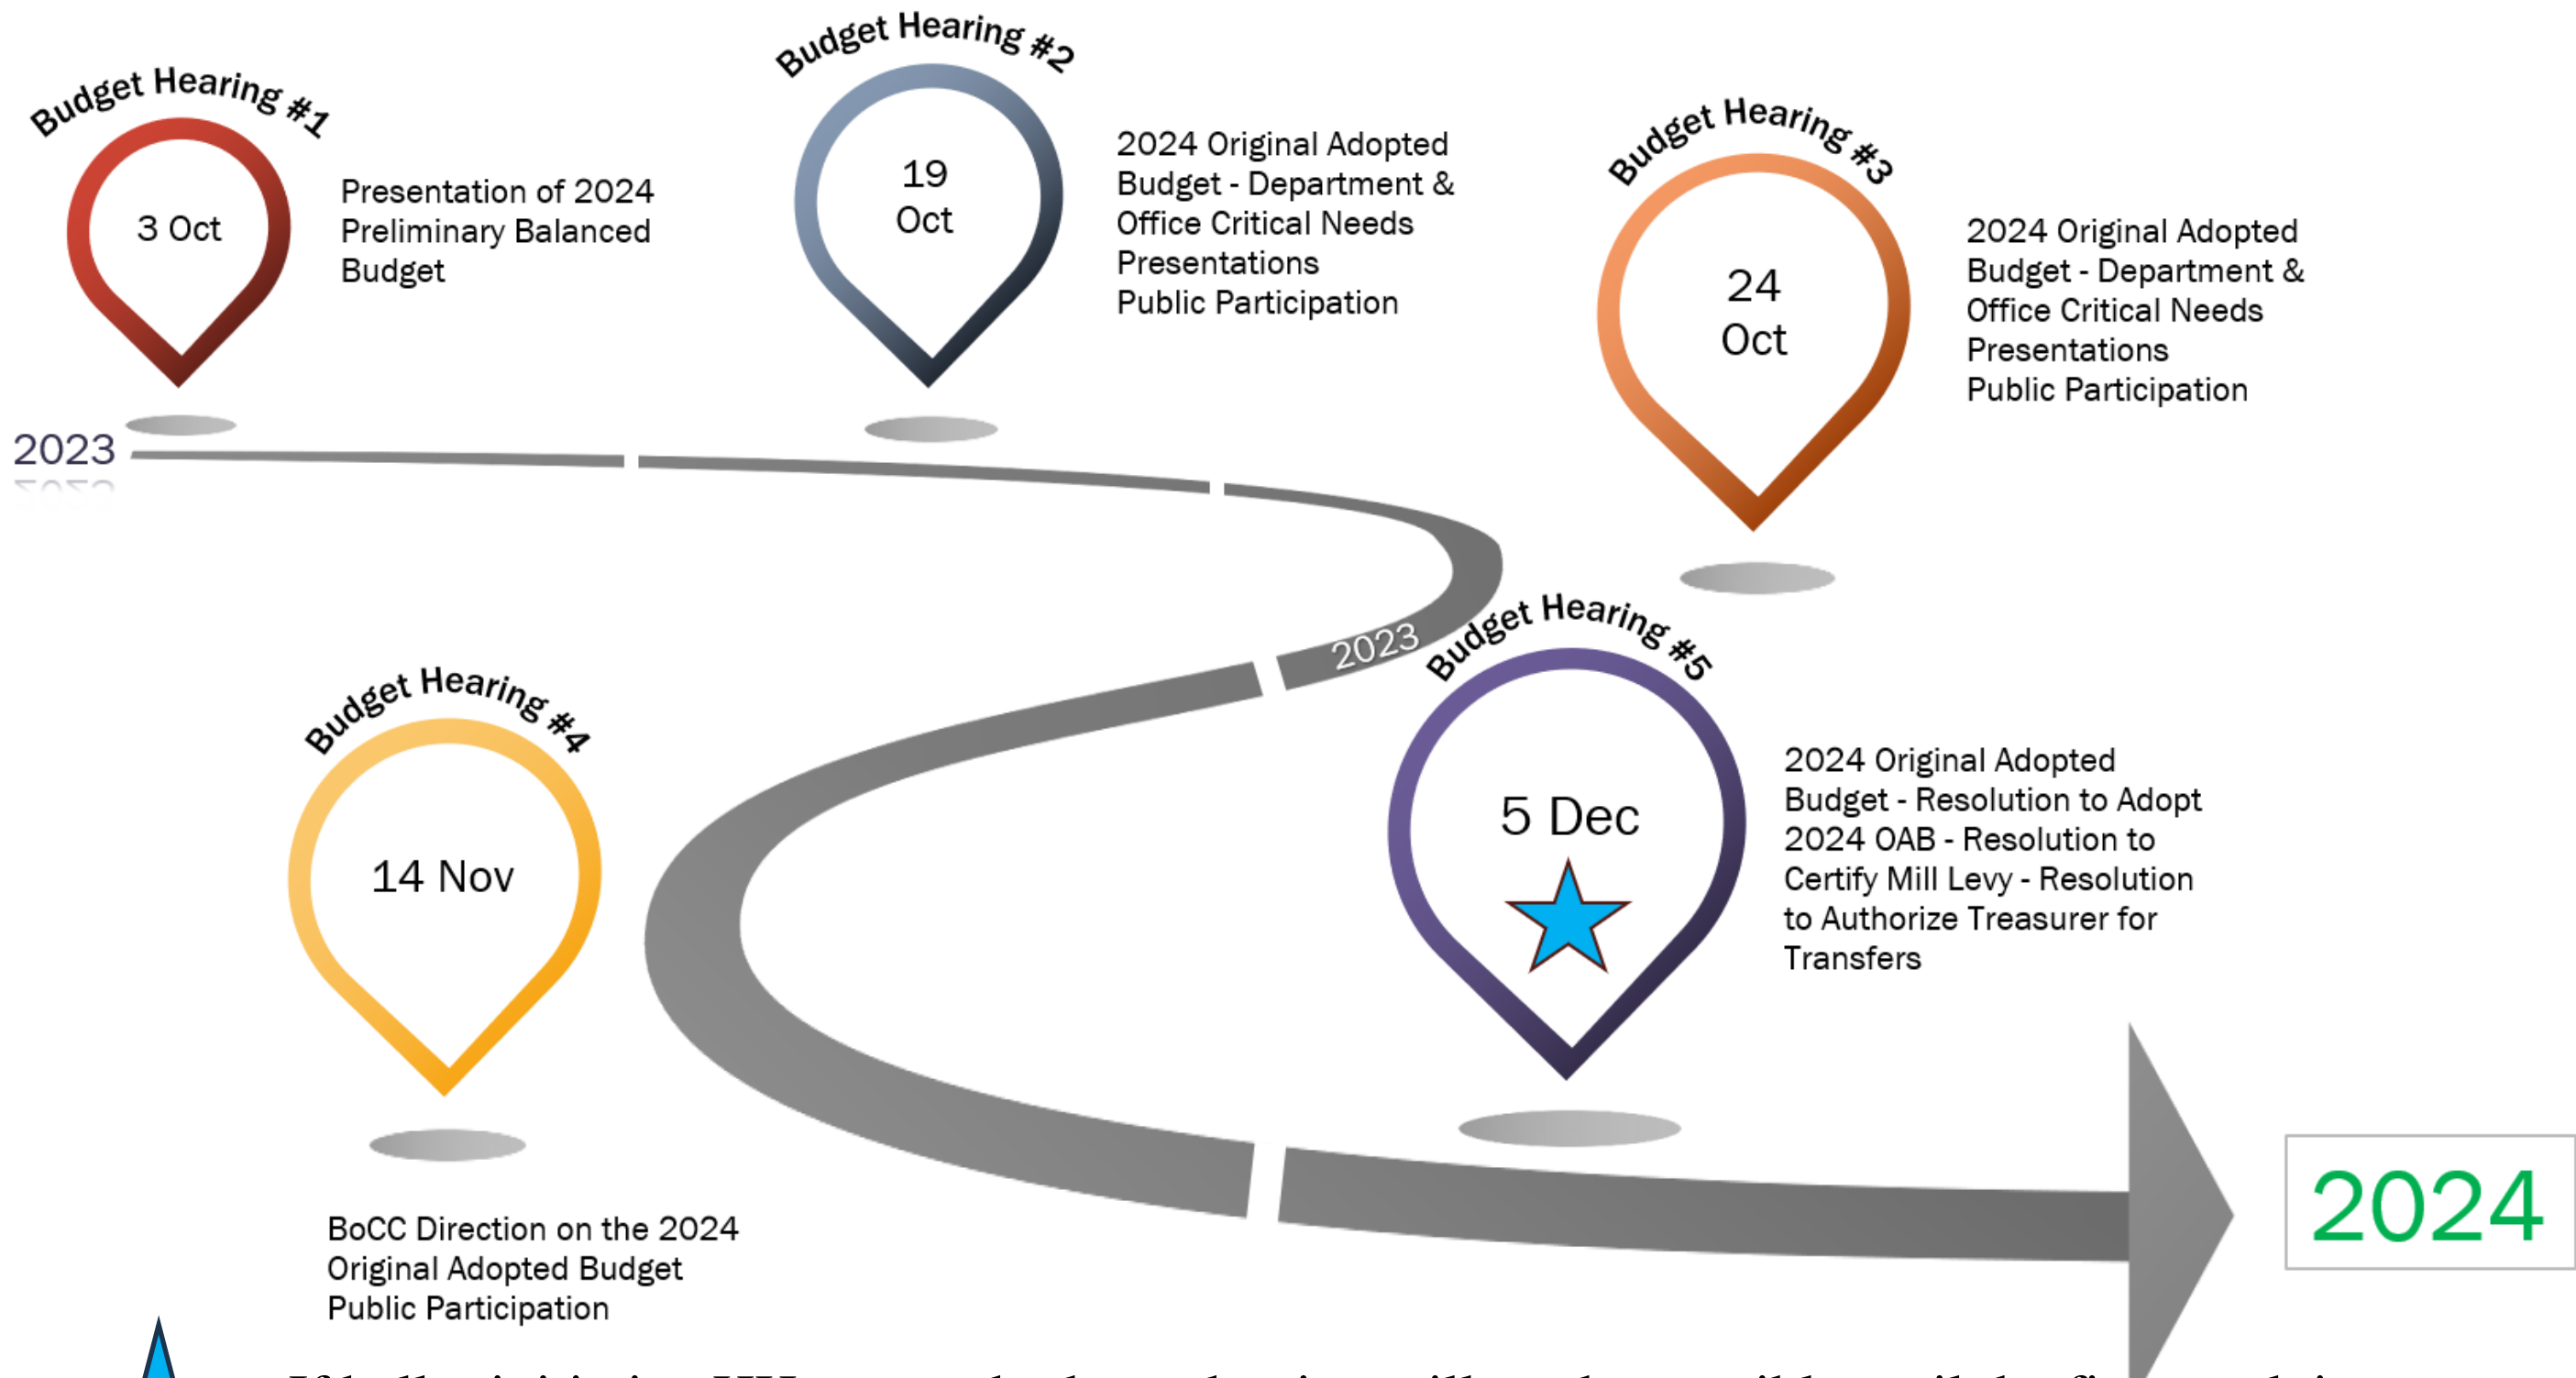 Budget Hearing #1
3 Oct
Presentation of 2024
Preliminary Balanced
Budget
Budget Hearing #2
19
Oct
2024 Original Adopted
Budget - Department &
Office Critical Needs
Presentations
Public Participation
Budget Hearing #3
24
Oct
2024 Original Adopted
Budget - Department &
Office Critical Needs
Presentations
Public Participation
2023
2023
Budget Hearing #4
14 Nov
BoCC Direction on the 2024
Original Adopted Budget
Public Participation
Budget Hearing #5
5 Dec
2024 Original Adopted
Budget - Resolution to Adopt
2024 OAB - Resolution to
Certify Mill Levy - Resolution
to Authorize Treasurer for
Transfers
2024
If ballot initiative HH